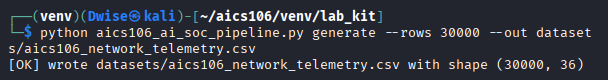 ┌──(venv)(Dwise㉿kali)-[~/aics106/venv/lab_kit]
└─$ python aics106_ai_soc_pipeline.py generate --rows 30000 --out dataset
s/aics106_network_telemetry.csv
[OK] wrote datasets/aics106_network_telemetry.csv with shape (30000, 36)